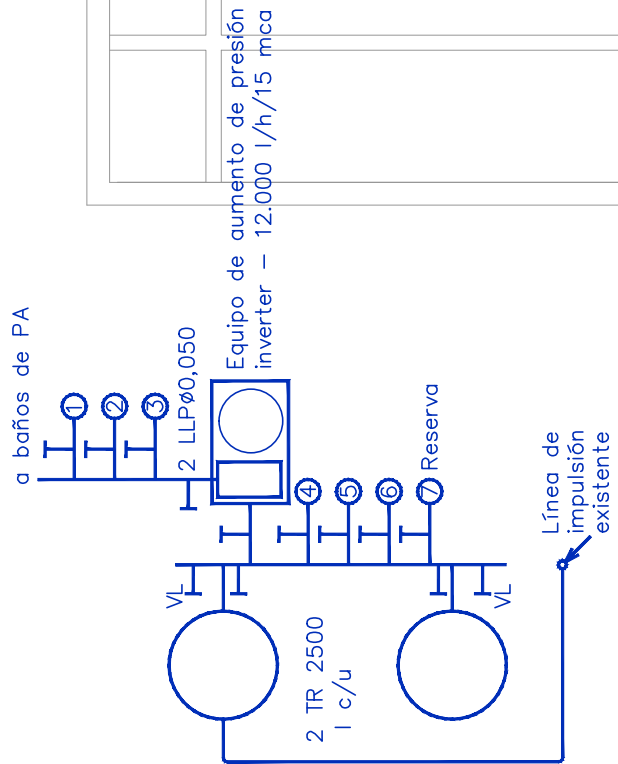 a baños de PA
1
2
3
2 LLPø0,050
Equipo de aumento de presión
inverter – 12.000 l/h/15 mca
4
5
6
7 Reserva
VL
VL
2 TR 2500
l c/u
Línea de
impulsión
existente